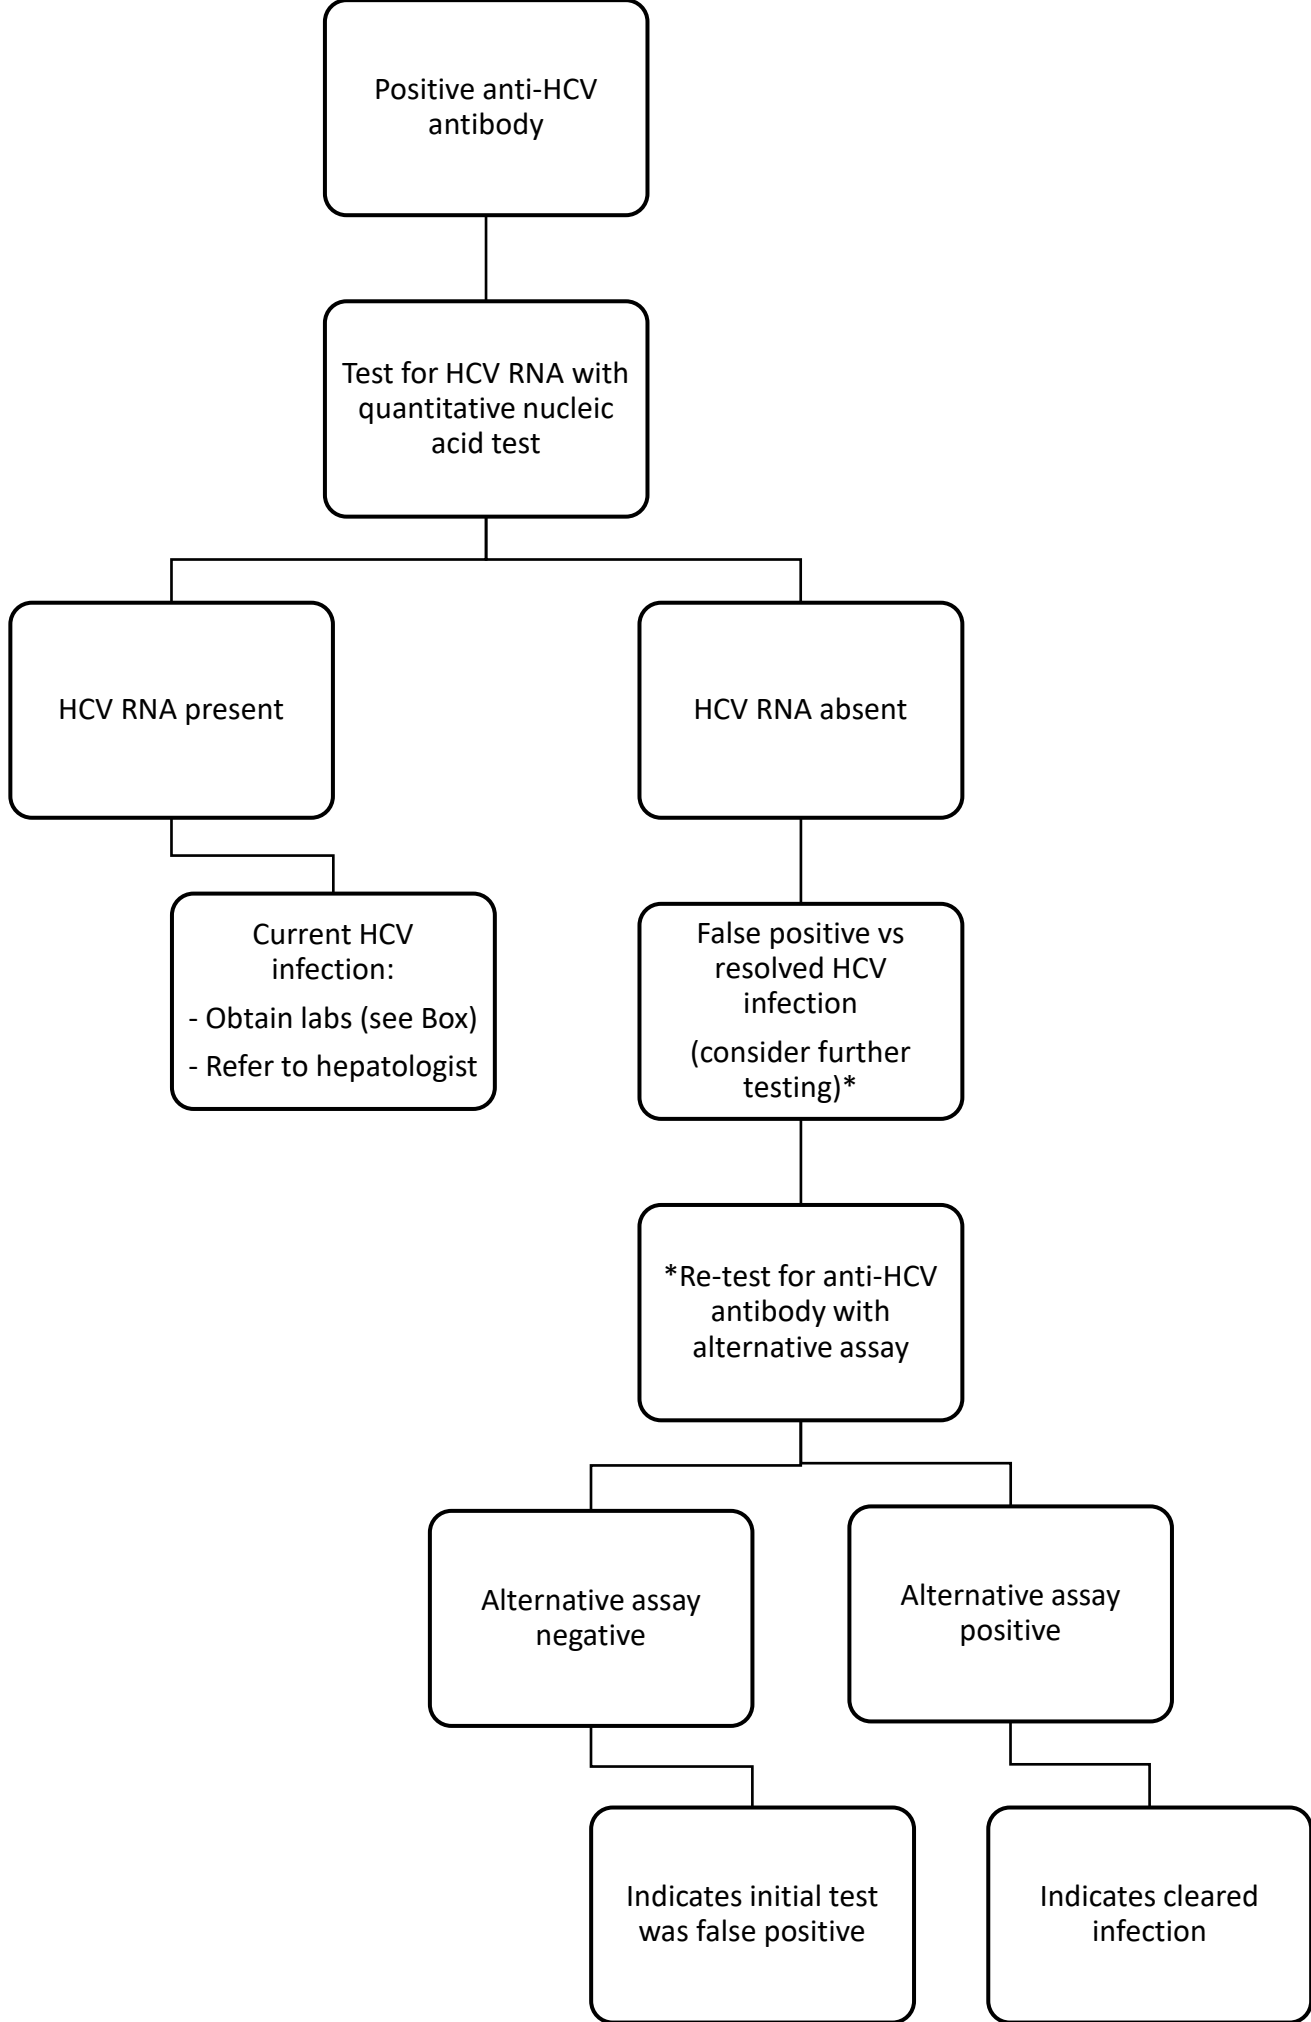 Positive anti-HCV
antibody
Test for HCV RNA with
quantitative nucleic
acid test
HCV RNA present
HCV RNA absent
Current HCV
infection:
- Obtain labs (see Box)
- Refer to hepatologist
False positive vs
resolved HCV
infection
(consider further
testing)*
*Re-test for anti-HCV
antibody with
alternative assay
Alternative assay
negative
Alternative assay
positive
Indicates initial test
was false positive
Indicates cleared
infection